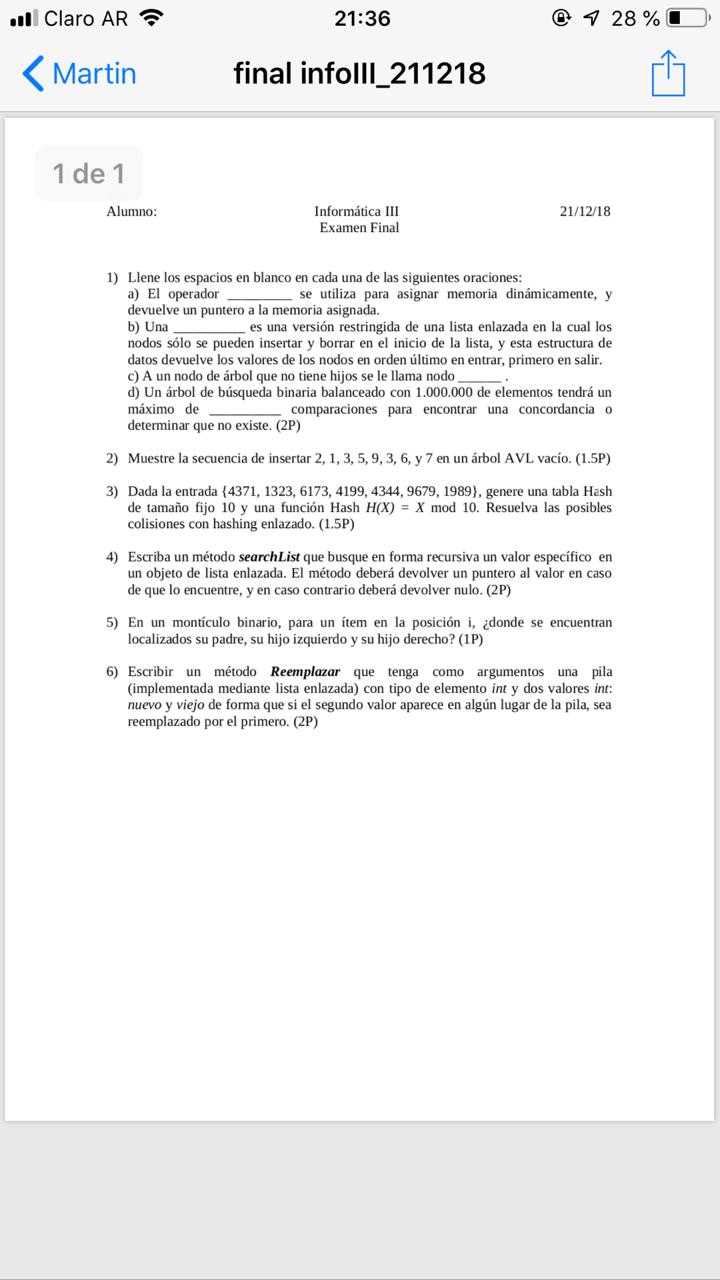 Claro AR 21:36 28 %
Martin final infoIII_211218
1 de 1
Alumno: Informática III 21/12/18
Examen Final
1) Llene los espacios en blanco en cada una de las siguientes oraciones:
a) El operador _________ se utiliza para asignar memoria dinámicamente, y
devuelve un puntero a la memoria asignada.
b) Una __________ es una versión restringida de una lista enlazada en la cual los
nodos sólo se pueden insertar y borrar en el inicio de la lista, y esta estructura de
datos devuelve los valores de los nodos en orden último en entrar, primero en salir.
c) A un nodo de árbol que no tiene hijos se le llama nodo ______ .
d) Un árbol de búsqueda binaria balanceado con 1.000.000 de elementos tendrá un
máximo de __________ comparaciones para encontrar una concordancia o
determinar que no existe. (2P)
2) Muestre la secuencia de insertar 2, 1, 3, 5, 9, 3, 6, y 7 en un árbol AVL vacío. (1.5P)
3) Dada la entrada {4371, 1323, 6173, 4199, 4344, 9679, 1989}, genere una tabla Hash
de tamaño fijo 10 y una función Hash H(X) = X mod 10. Resuelva las posibles
colisiones con hashing enlazado. (1.5P)
4) Escriba un método searchList que busque en forma recursiva un valor específico en
un objeto de lista enlazada. El método deberá devolver un puntero al valor en caso
de que lo encuentre, y en caso contrario deberá devolver nulo. (2P)
5) En un montículo binario, para un ítem en la posición i, ¿donde se encuentran
localizados su padre, su hijo izquierdo y su hijo derecho? (1P)
6) Escribir un método Reemplazar que tenga como argumentos una pila
(implementada mediante lista enlazada) con tipo de elemento int y dos valores int:
nuevo y viejo de forma que si el segundo valor aparece en algún lugar de la pila, sea
reemplazado por el primero. (2P)